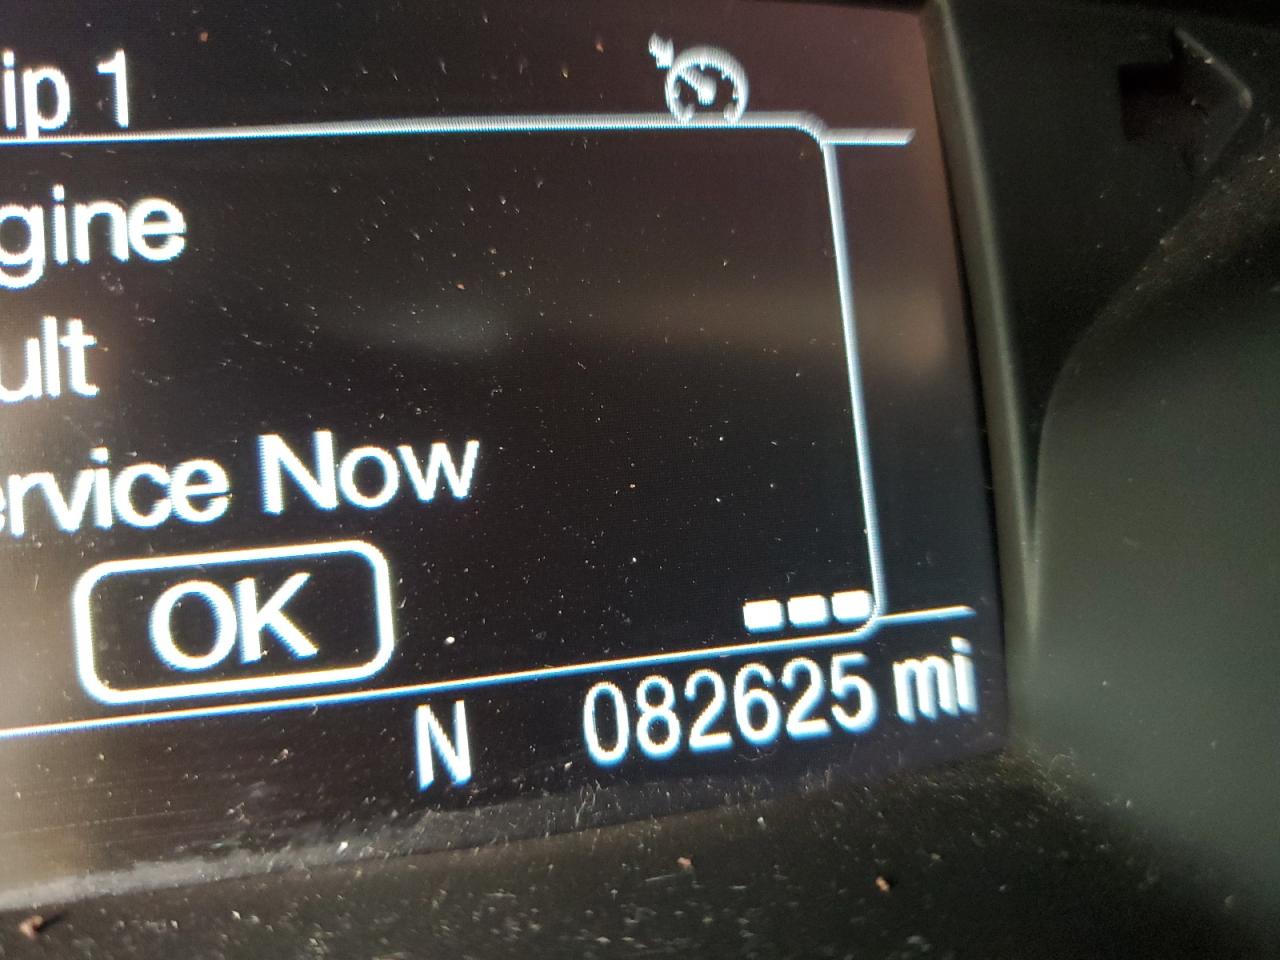 ip 1
gine
ult
ervice Now
OK
N 082625 mi